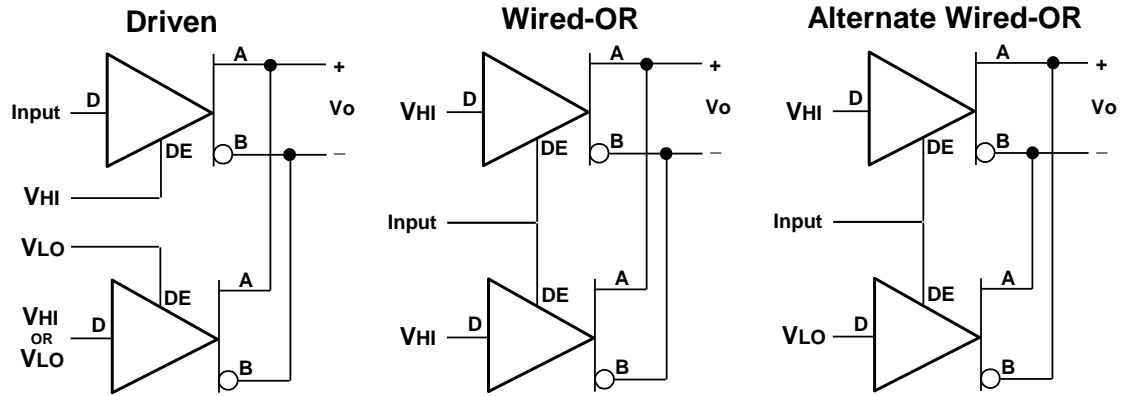 Driven
Input
D
A
B
DE
+
Vo
–
VHI
VLO
DE
VHI
OR
VLO
D
A
B
Wired-OR
VHI
D
A
B
DE
+
Vo
–
Input
DE
VHI
D
A
B
Alternate Wired-OR
VHI
D
A
B
DE
+
Vo
–
Input
DE
VLO
D
A
B